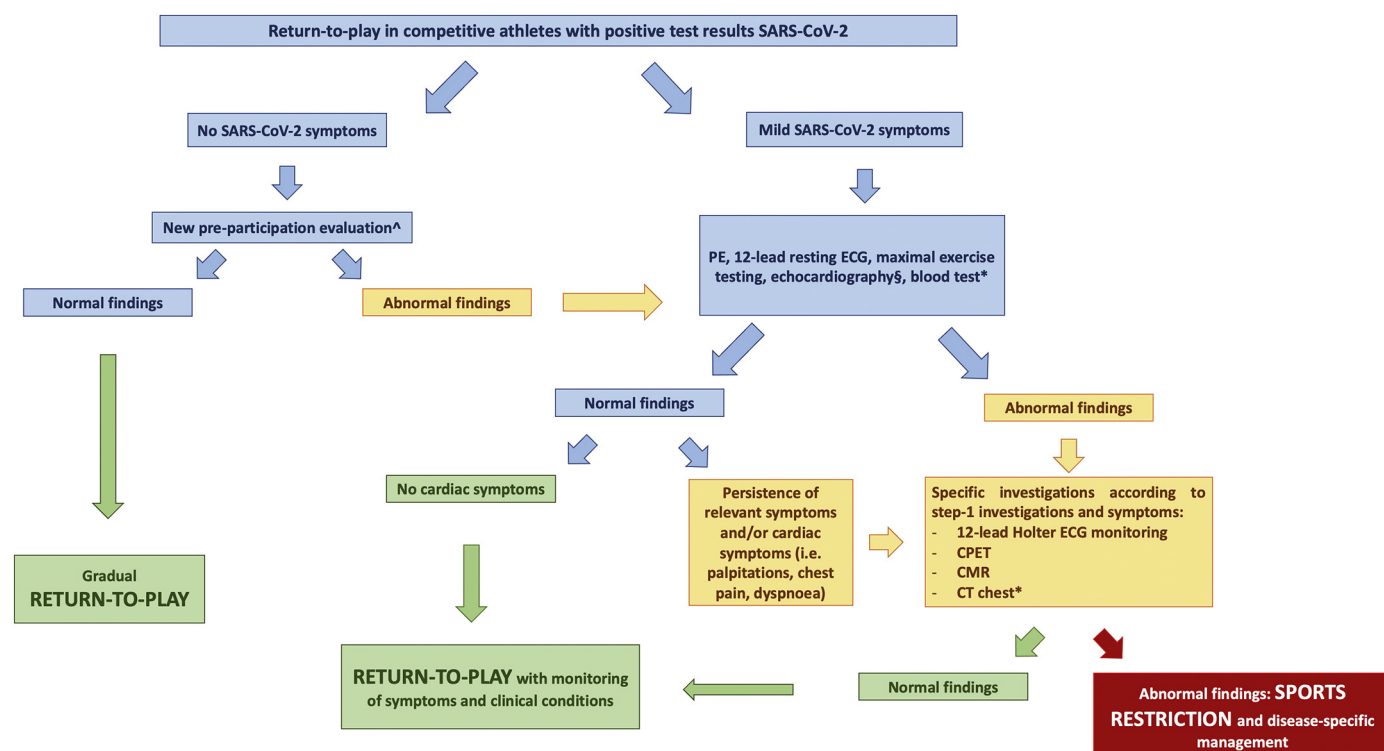 Return-to-play in competitive athletes with positive test results SARS-CoV-2
No SARS-CoV-2 symptoms
Mild SARS-CoV-2 symptoms
New pre-participation evaluation^
PE, 12-lead resting ECG, maximal exercise
testing, echocardiography§, blood test*
Normal findings
Abnormal findings
Normal findings
Abnormal findings
No cardiac symptoms
Persistence of
relevant symptoms
and/or cardiac
symptoms (i.e.
palpitations, chest
pain, dyspnoea)
Specific investigations according to
step-1 investigations and symptoms:
- 12-lead Holter ECG monitoring
- CPET
- CMR
- CT chest*
Gradual
RETURN-TO-PLAY
RETURN-TO-PLAY with monitoring
of symptoms and clinical conditions
Normal findings
Abnormal findings: SPORTS
RESTRICTION and disease-specific
management